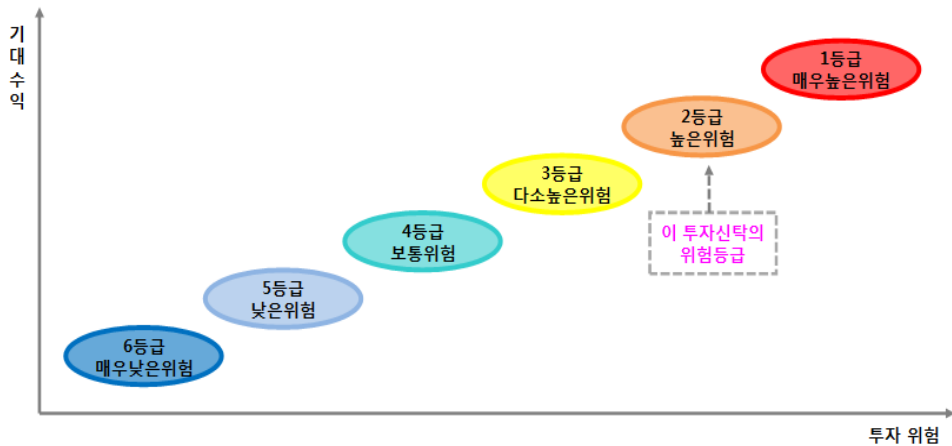 기
대
수
익
1등급
매우높은위험
2등급
높은위험
3등급
다소높은위험
이 투자신탁의
위험등급
4등급
보통위험
5등급
낮은위험
6등급
매우낮은위험
투자 위험